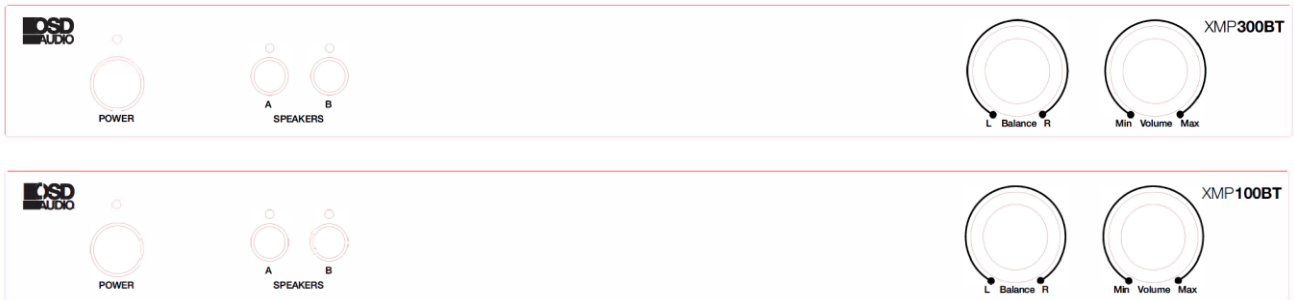 OSD
AUDIO
XMP300BT
A B
POWER SPEAKERS L Balance R Min Volume Max
OSD
AUDIO
XMP100BT
A B
POWER SPEAKERS L Balance R Min Volume Max